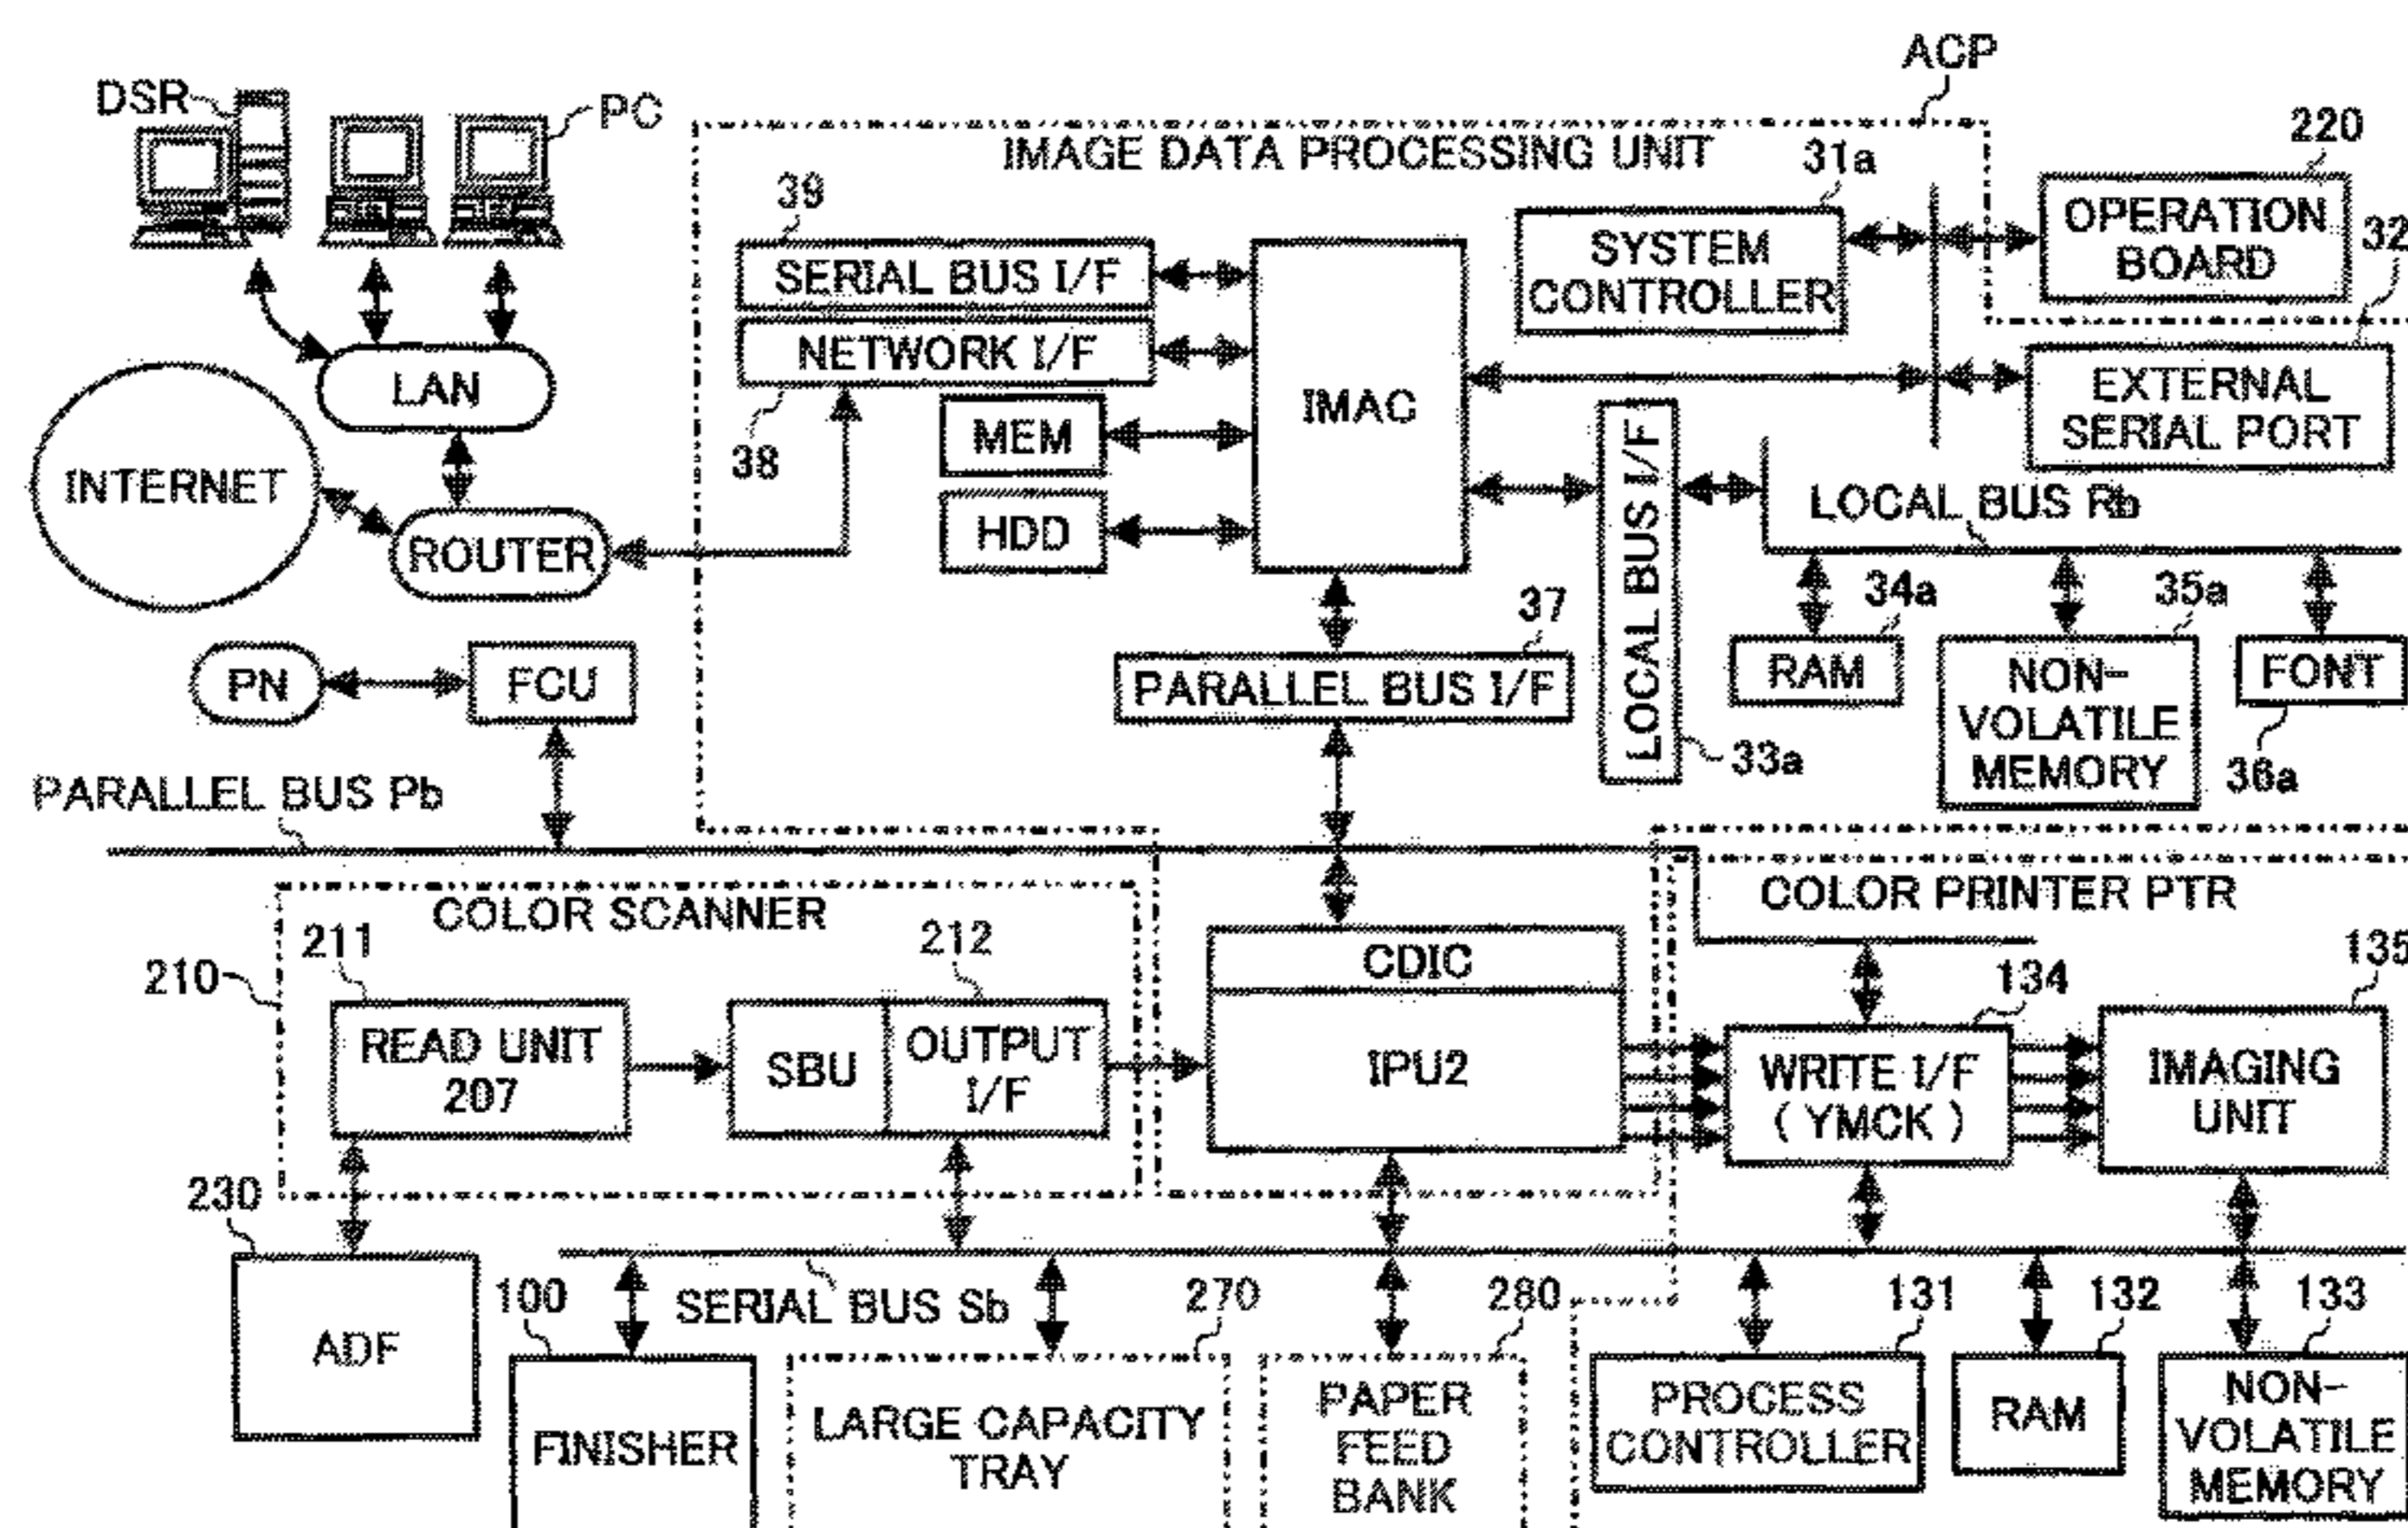 ACP
DSR
PC
IMAGE DATA PROCESSING UNIT
31a
220
39
SERIAL BUS I/F
NETWORK I/F
38
MEM
HDD
IMAC
SYSTEM
CONTROLLER
OPERATION
BOARD
32
EXTERNAL
SERIAL PORT
LAN
INTERNET
ROUTER
LOCAL BUS I/F
33a
LOCAL BUS Rb
34a
RAM
35a
NON-
VOLATILE
MEMORY
FONT
36a
37
PARALLEL BUS I/F
PN
FCU
PARALLEL BUS Pb
COLOR SCANNER
210
211
READ UNIT
207
212
SBU
OUTPUT
I/F
CDIC
IPU2
COLOR PRINTER PTR
134
WRITE I/F
( YMCK )
135
IMAGING
UNIT
230
ADF
100
FINISHER
SERIAL BUS Sb
270
LARGE CAPACITY
TRAY
280
PAPER
FEED
BANK
131
PROCESS
CONTROLLER
132
RAM
133
NON-
VOLATILE
MEMORY